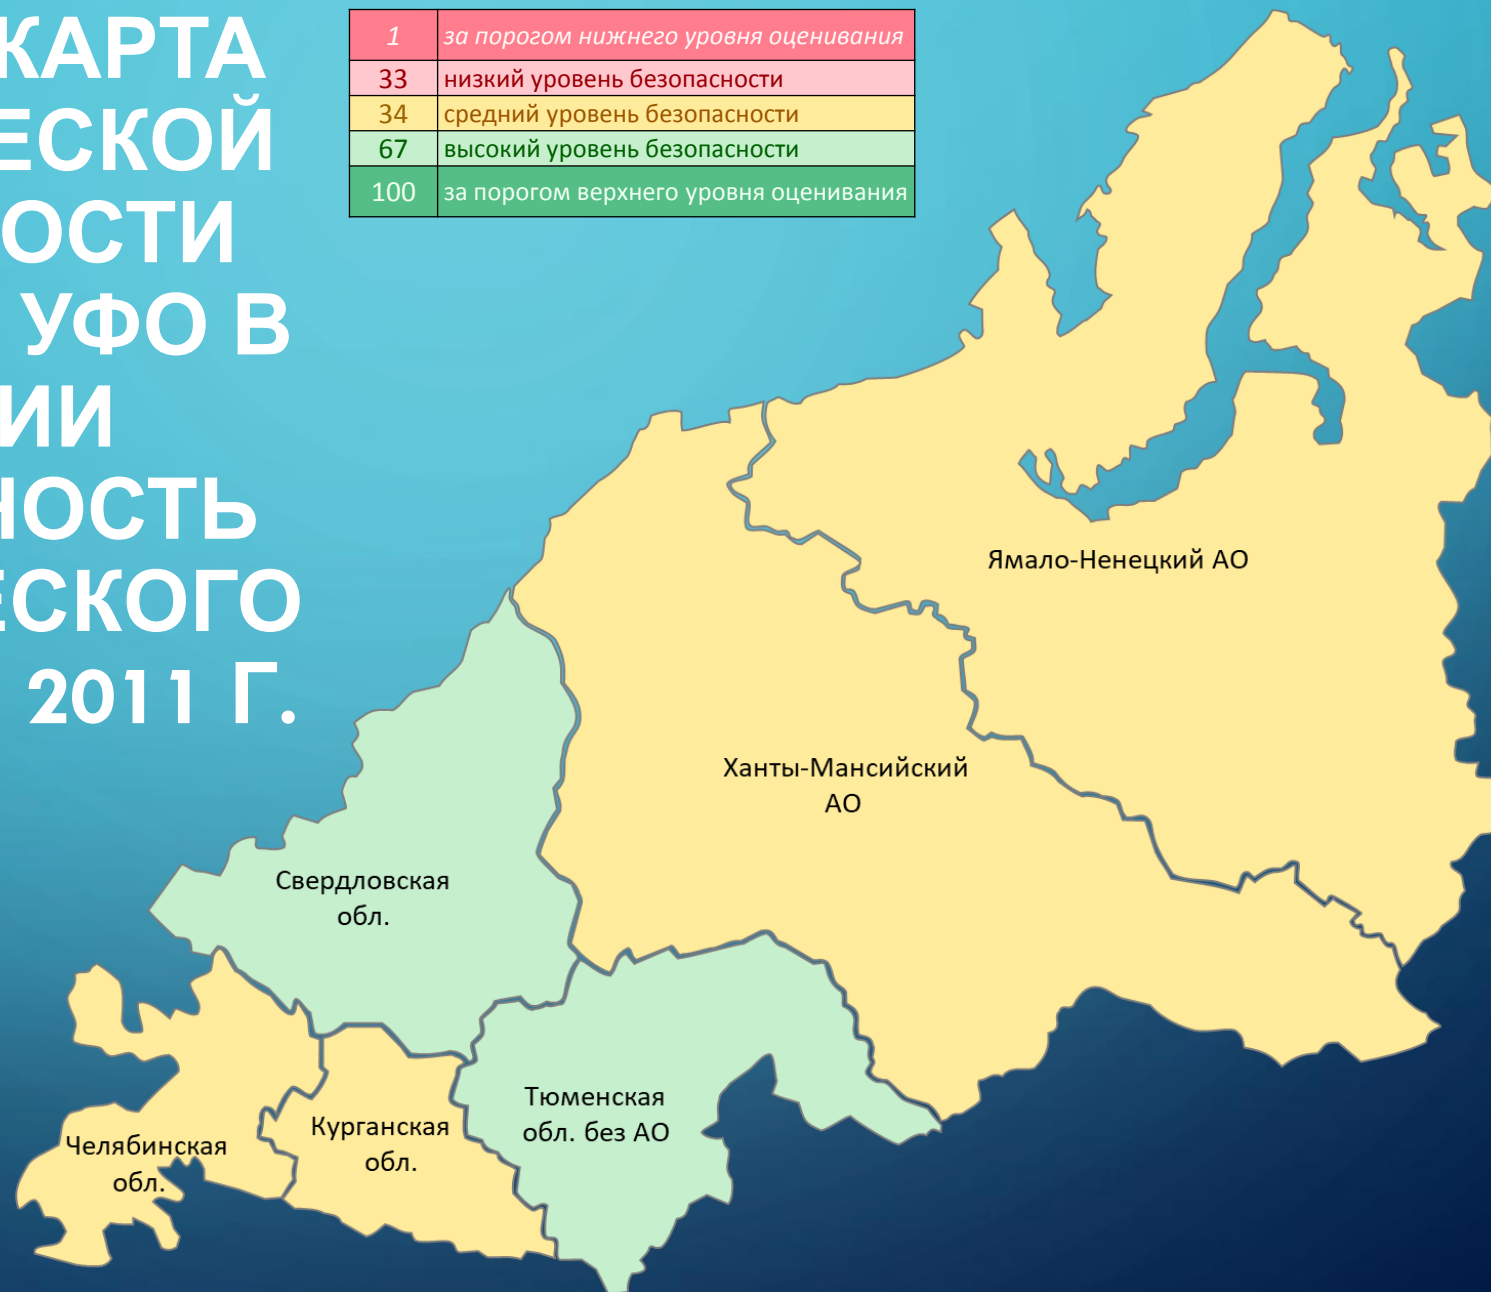 КАРТА
ЕСКОЙ
ОСТИ
УФО В
ИИ
НОСТЬ
ЕСКОГО
2011 Г.
1 за порогом нижнего уровня оценивания
33 низкий уровень безопасности
34 средний уровень безопасности
67 высокий уровень безопасности
100 за порогом верхнего уровня оценивания
Ямало-Ненецкий АО
Ханты-Мансийский
АО
Свердловская
обл.
Тюменская
обл. без АО
Курганская
обл.
Челябинская
обл.